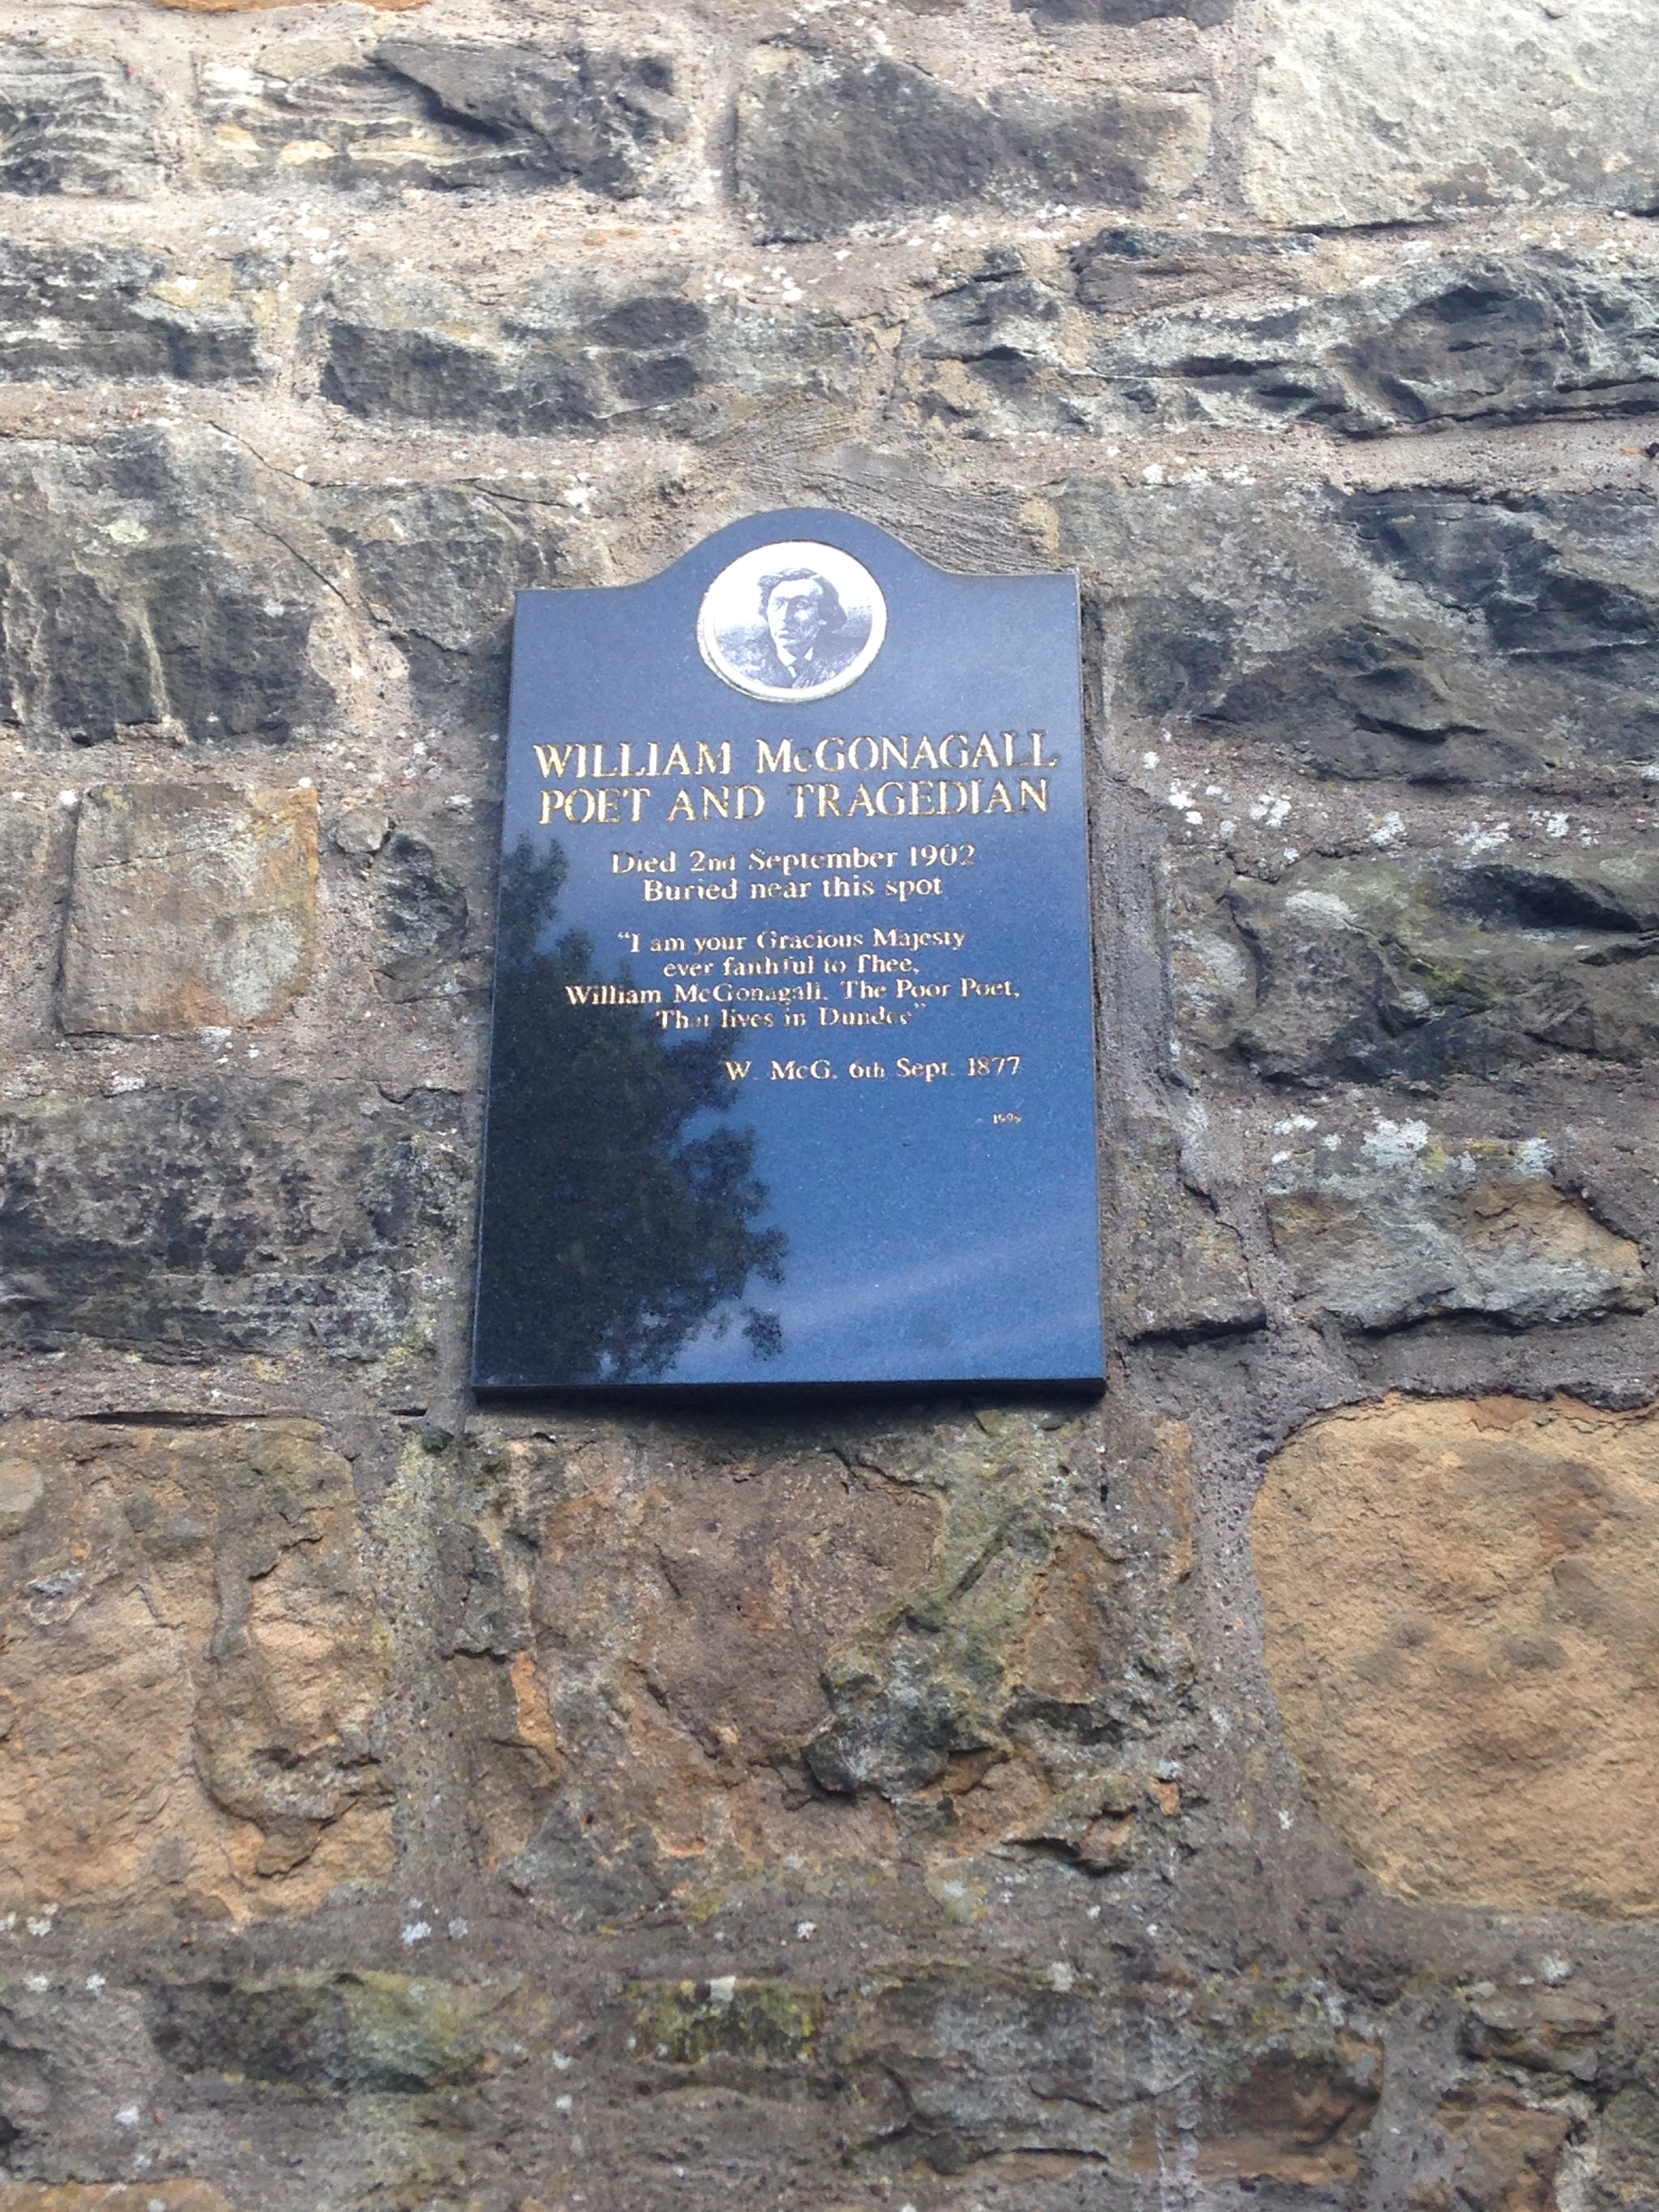 WILLIAM McGONAGALL
POET AND TRAGEDIAN
Died 2nd September 1902
Buried near this spot
“I am your Gracious Majesty
ever faithful to Thee,
William McGonagall, The Poor Poet,
That lives in Dundee”
W. McG. 6th Sept. 1877